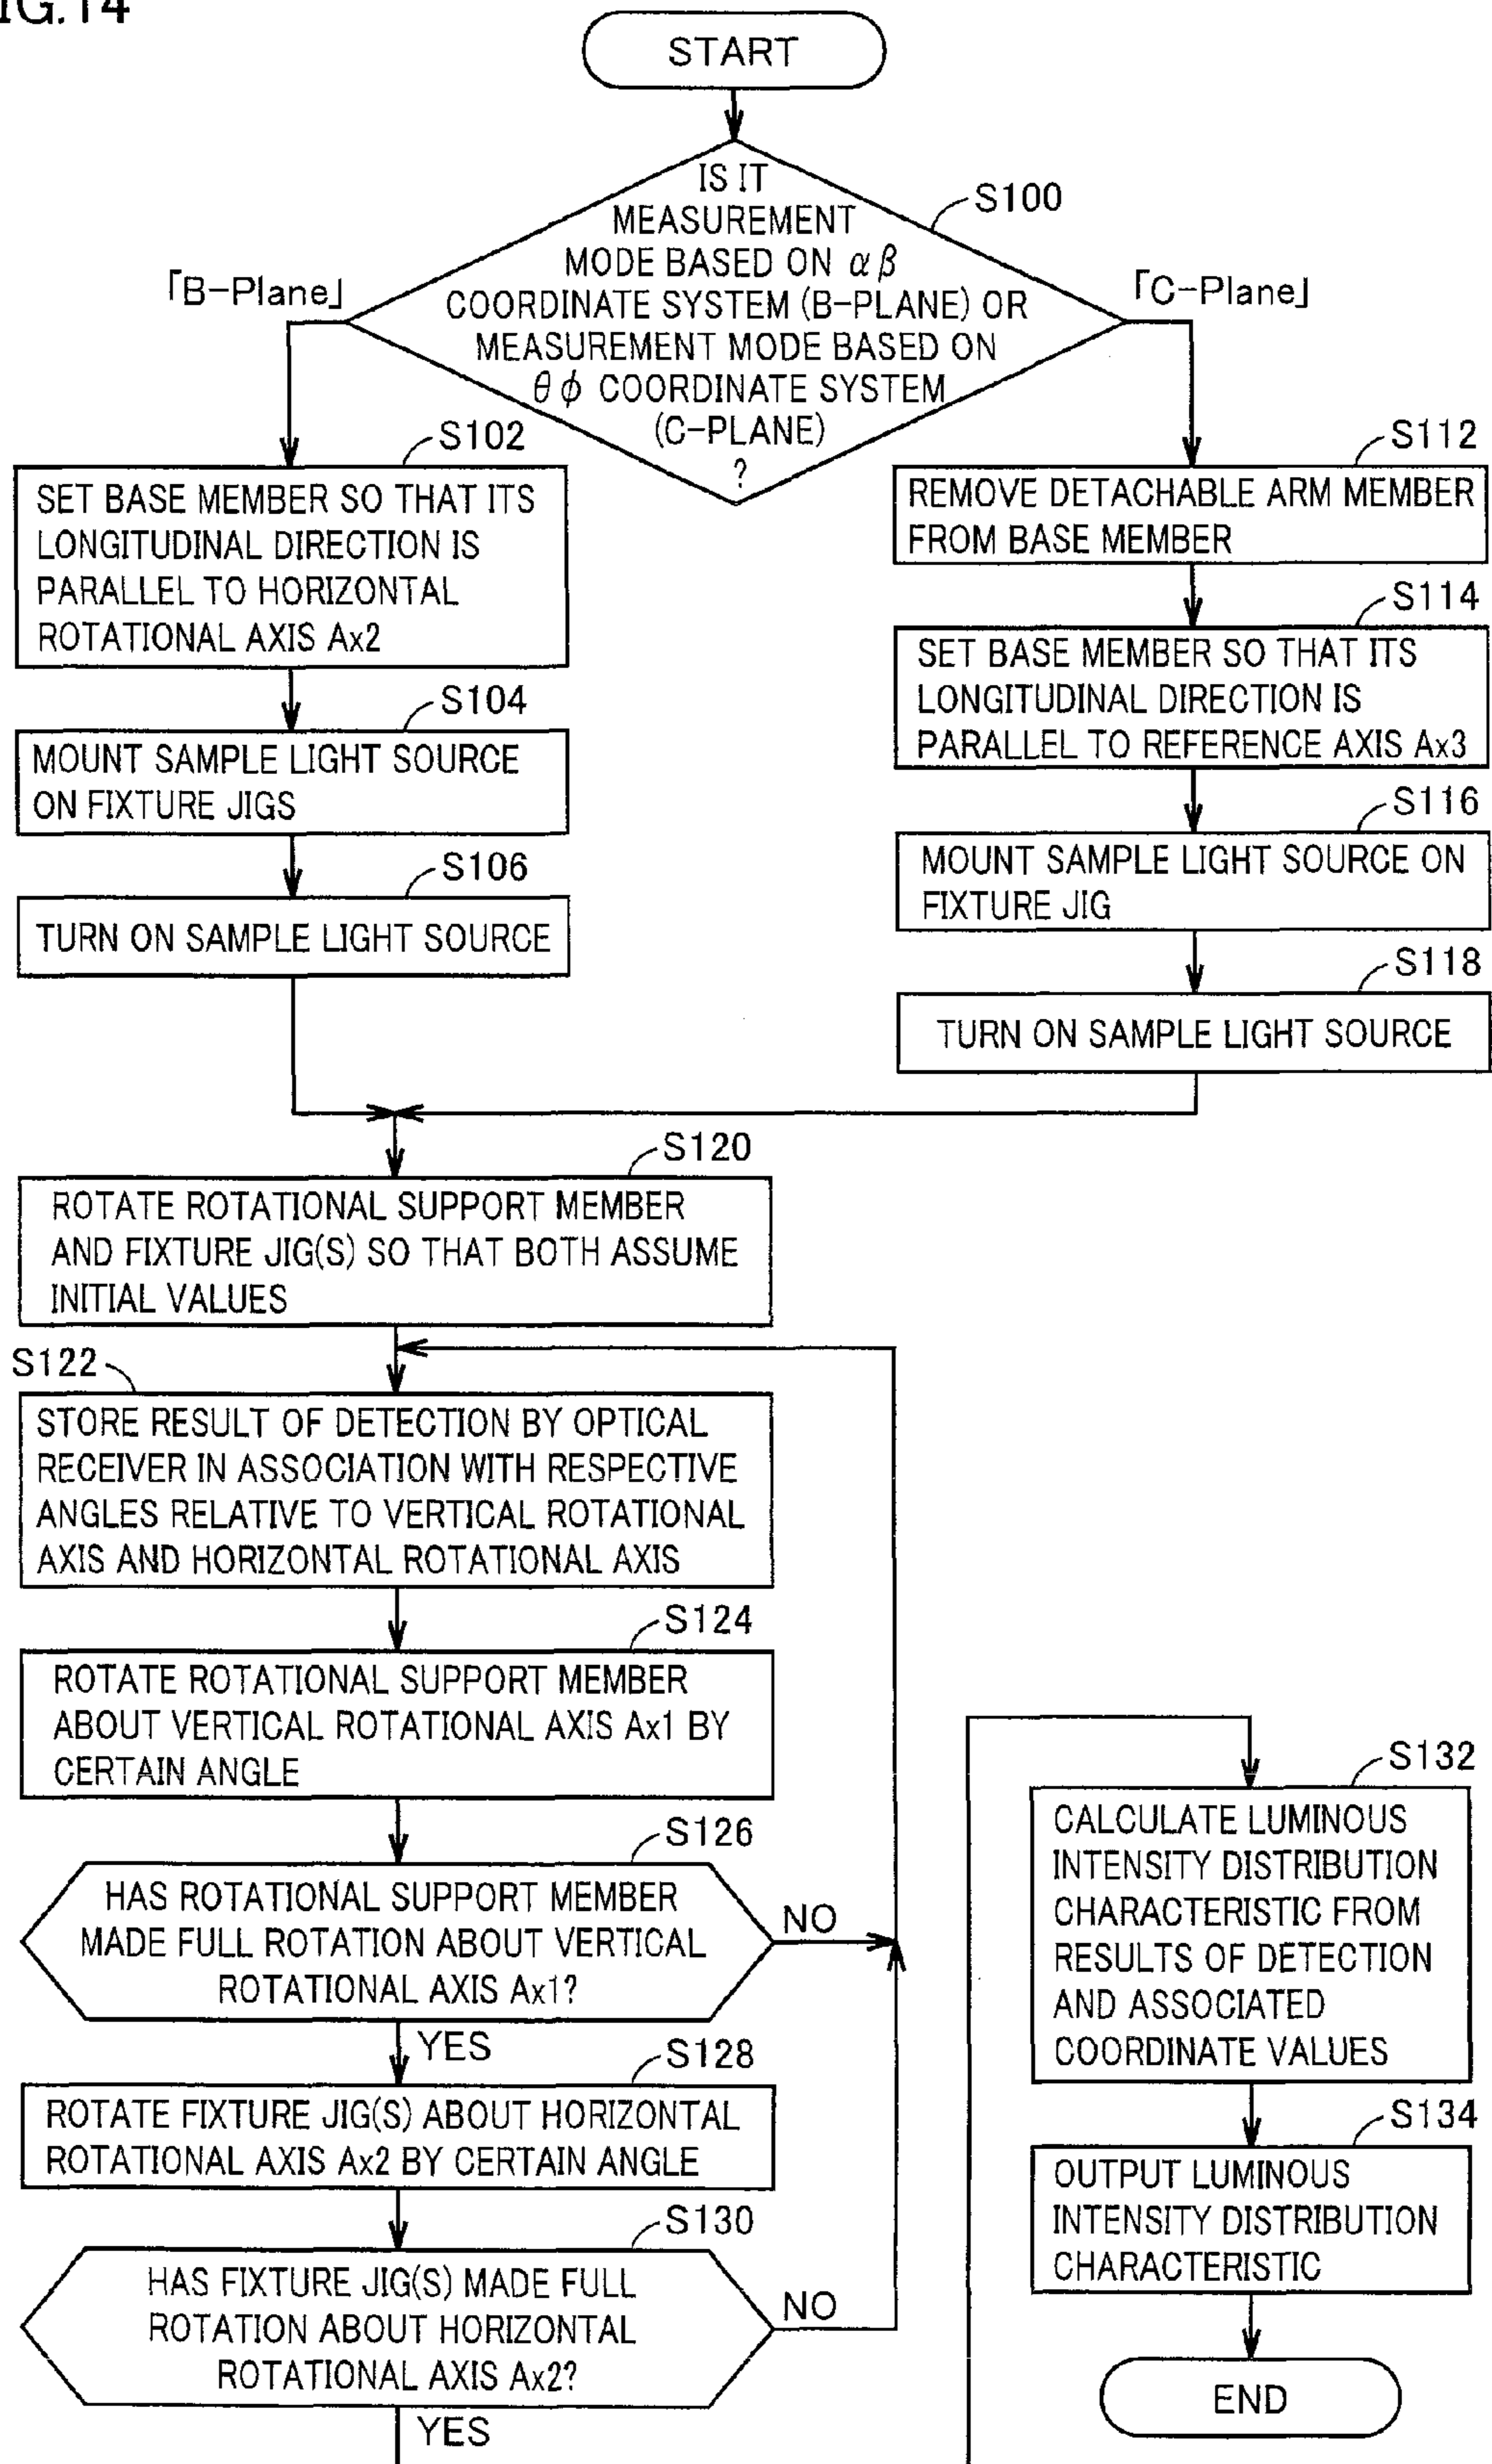 IG.14
START
IS IT
MEASUREMENT
MODE BASED ON αβ
COORDINATE SYSTEM (B-PLANE) OR
MEASUREMENT MODE BASED ON
θϕ COORDINATE SYSTEM
(C-PLANE)
?
S100
「B-Plane」
「C-Plane」
S102
SET BASE MEMBER SO THAT ITS
LONGITUDINAL DIRECTION IS
PARALLEL TO HORIZONTAL
ROTATIONAL AXIS Ax2
S104
MOUNT SAMPLE LIGHT SOURCE
ON FIXTURE JIGS
S106
TURN ON SAMPLE LIGHT SOURCE
S112
REMOVE DETACHABLE ARM MEMBER
FROM BASE MEMBER
S114
SET BASE MEMBER SO THAT ITS
LONGITUDINAL DIRECTION IS
PARALLEL TO REFERENCE AXIS Ax3
S116
MOUNT SAMPLE LIGHT SOURCE ON
FIXTURE JIG
S118
TURN ON SAMPLE LIGHT SOURCE
S120
ROTATE ROTATIONAL SUPPORT MEMBER
AND FIXTURE JIG(S) SO THAT BOTH ASSUME
INITIAL VALUES
S122
STORE RESULT OF DETECTION BY OPTICAL
RECEIVER IN ASSOCIATION WITH RESPECTIVE
ANGLES RELATIVE TO VERTICAL ROTATIONAL
AXIS AND HORIZONTAL ROTATIONAL AXIS
S124
ROTATE ROTATIONAL SUPPORT MEMBER
ABOUT VERTICAL ROTATIONAL AXIS Ax1 BY
CERTAIN ANGLE
S126
HAS ROTATIONAL SUPPORT MEMBER
MADE FULL ROTATION ABOUT VERTICAL
ROTATIONAL AXIS Ax1?
NO
YES
S128
ROTATE FIXTURE JIG(S) ABOUT HORIZONTAL
ROTATIONAL AXIS Ax2 BY CERTAIN ANGLE
S130
HAS FIXTURE JIG(S) MADE FULL
ROTATION ABOUT HORIZONTAL
ROTATIONAL AXIS Ax2?
NO
YES
S132
CALCULATE LUMINOUS
INTENSITY DISTRIBUTION
CHARACTERISTIC FROM
RESULTS OF DETECTION
AND ASSOCIATED
COORDINATE VALUES
S134
OUTPUT LUMINOUS
INTENSITY DISTRIBUTION
CHARACTERISTIC
END